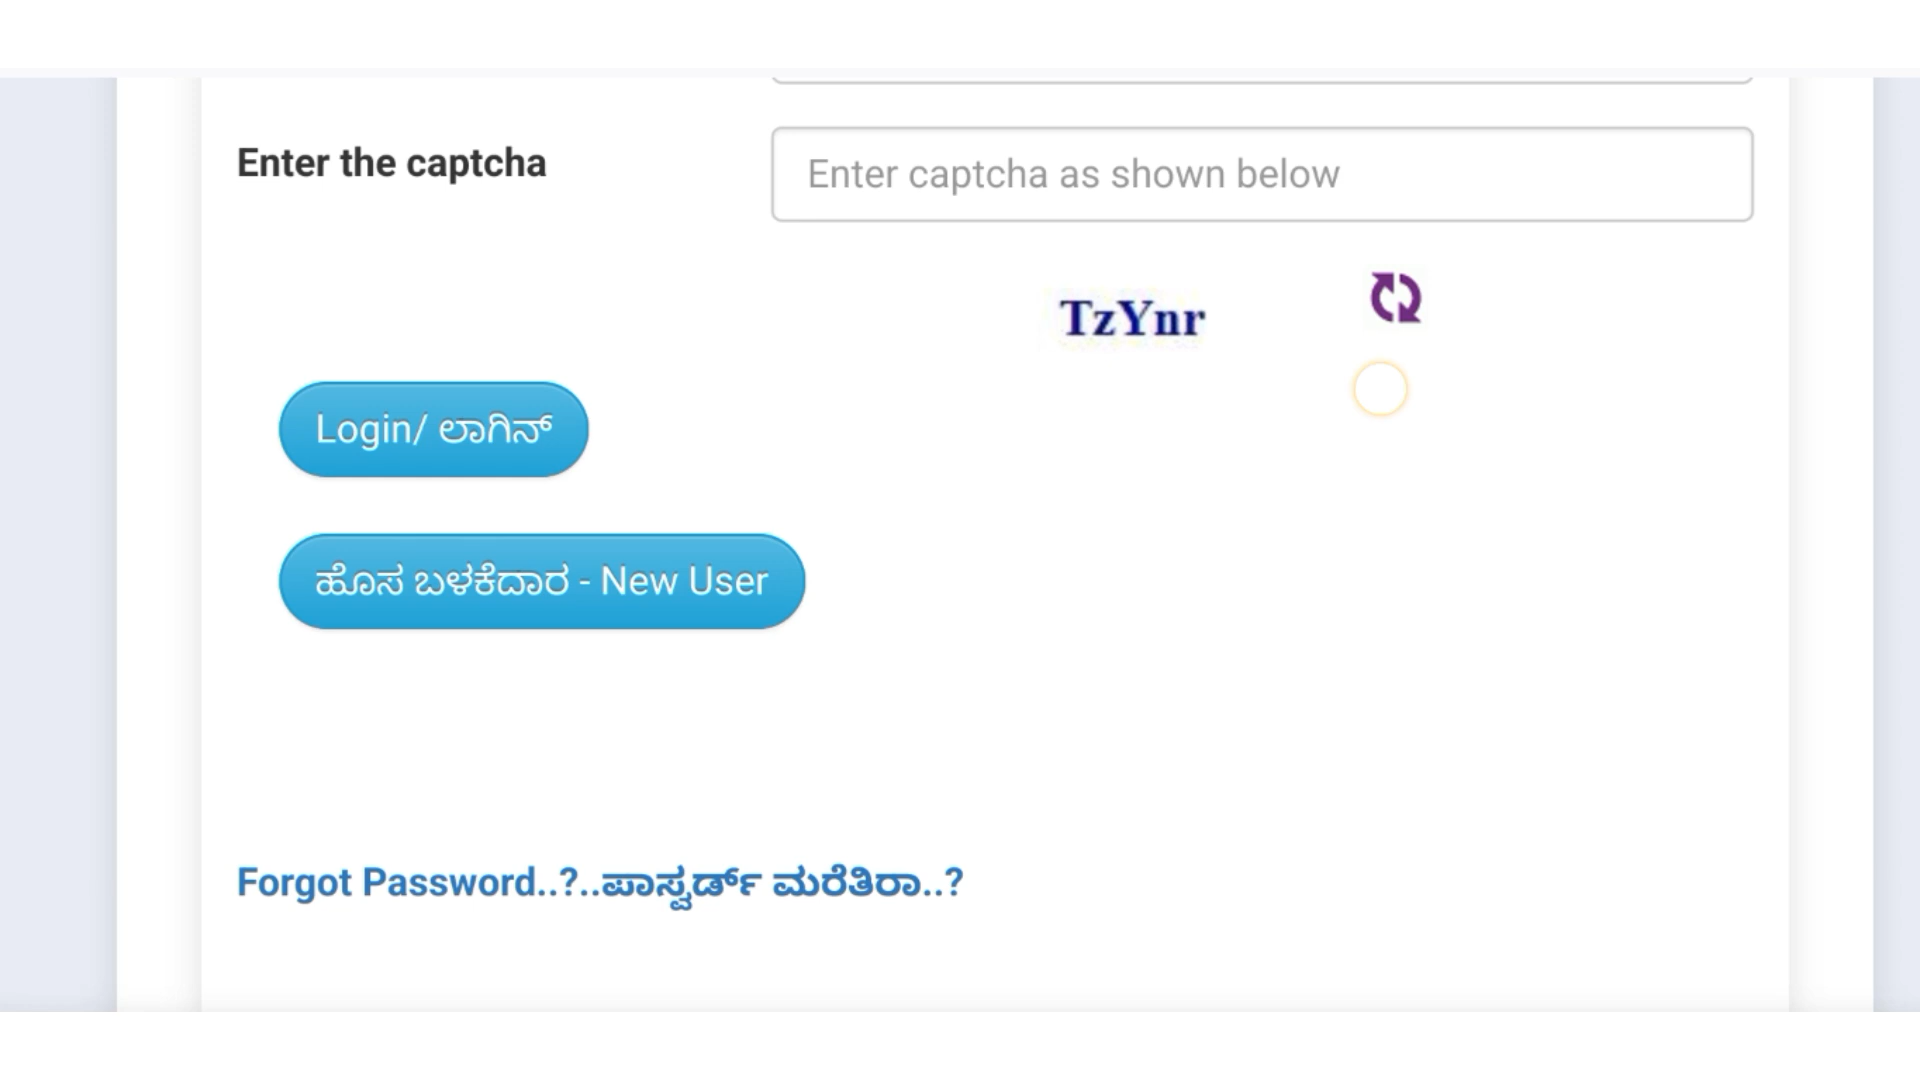 Enter the captcha
Enter captcha as shown below
TzYnr
Login/ ಲಾಗಿನ್
ಹೊಸ ಬಳಕೆದಾರ - New User
Forgot Password..?..ಪಾಸ್ವರ್ಡ್ ಮರೆತಿರಾ..?